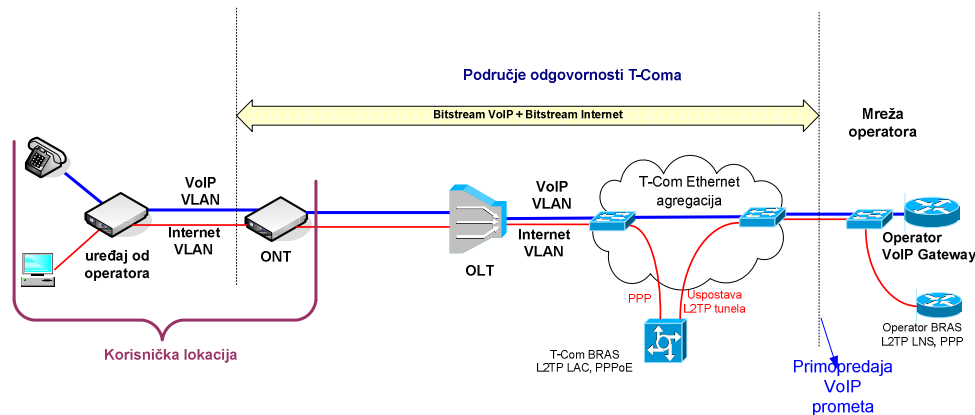 Područje odgovornosti T-Coma
Bitstream VoIP + Bitstream Internet
Mreža
operatora
VoIP
VLAN
Internet
VLAN
uređaj od
operatora
ONT
OLT
VoIP
VLAN
Internet
VLAN
T-Com Ethernet
agregacija
PPP
Uspostava
L2TP tunela
T-Com BRAS
L2TP LAC, PPPoE
Operator
VoIP Gateway
Operator BRAS
L2TP LNS, PPP
Korisnička lokacija
Primopredaja
VoIP
prometa